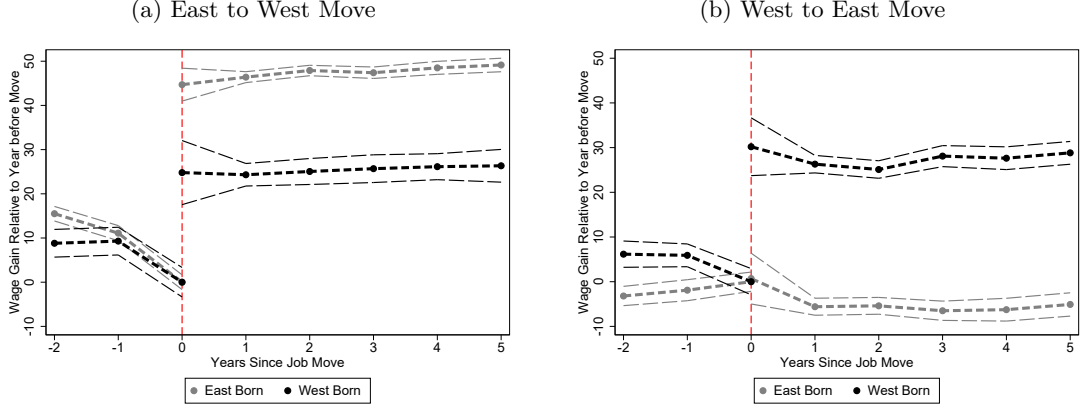 (a) East to West Move
Wage Gain Relative to Year before Move
50
40
30
20
10
0
-10
-2 -1 0 1 2 3 4 5
Years Since Job Move
East Born West Born
(b) West to East Move
Wage Gain Relative to Year before Move
50
40
30
20
10
0
-10
-2 -1 0 1 2 3 4 5
Years Since Job Move
East Born West Born